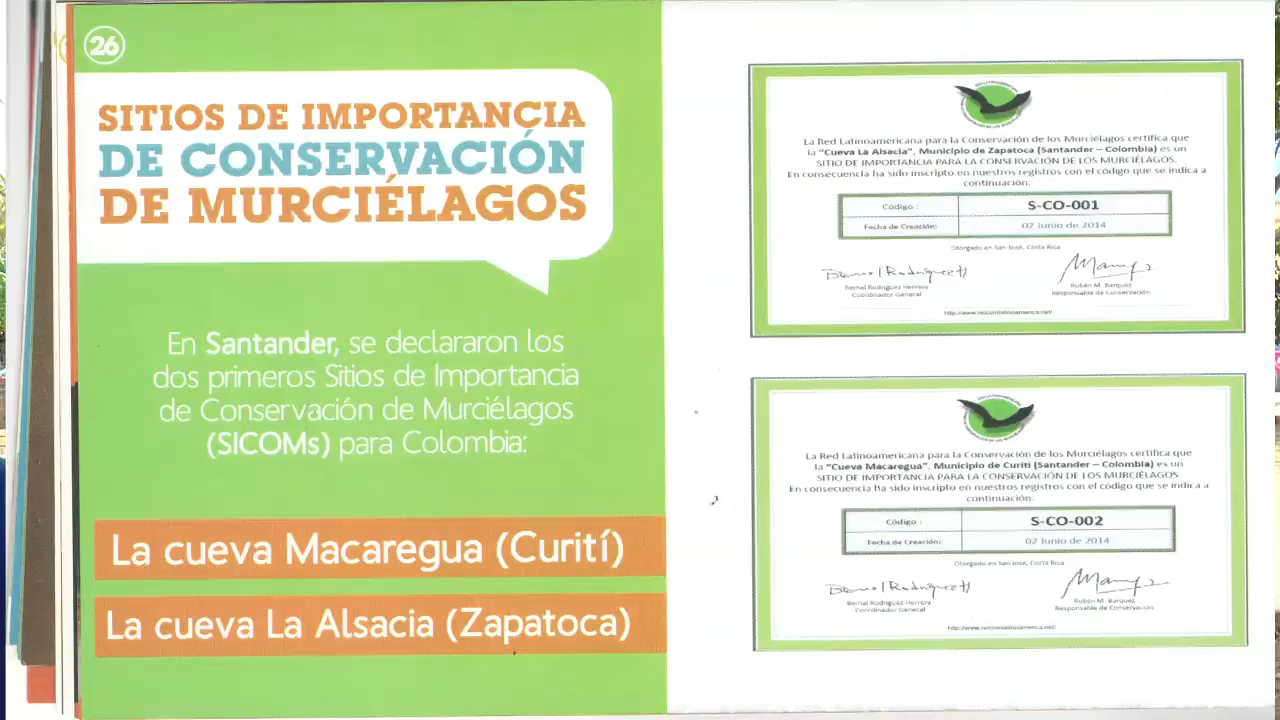 26
SITIOS DE IMPORTANCIA
DE CONSERVACIÓN
DE MURCIÉLAGOS
En Santander, se declararon los
dos primeros Sitios de Importancia
de Conservación de Murciélagos
(SICOMs) para Colombia:
La cueva Macaregua (Curití)
La cueva La Alsacia (Zapatoca)
La Red Latinoamericana para la Conservación de los Murciélagos certifica que
la "Cueva La Alsacia", Municipio de Zapatoca (Santander – Colombia) es un
SITIO DE IMPORTANCIA PARA LA CONSERVACIÓN DE LOS MURCIÉLAGOS.
En consecuencia ha sido inscripto en nuestros registros con el código que se indica a
continuación:
Código : S-CO-001
Fecha de Creación: 02 Junio de 2014
Otorgado en San José, Costa Rica
Bernal Rodríguez Herrera
Coordinador General
Rubén M. Barquez
Responsable de Conservación
La Red Latinoamericana para la Conservación de los Murciélagos certifica que
la "Cueva Macaregua", Municipio de Curití (Santander – Colombia) es un
SITIO DE IMPORTANCIA PARA LA CONSERVACIÓN DE LOS MURCIÉLAGOS.
En consecuencia ha sido inscripto en nuestros registros con el código que se indica a
continuación:
Código : S-CO-002
Fecha de Creación: 02 Junio de 2014
Otorgado en San José, Costa Rica
Bernal Rodríguez Herrera
Coordinador General
Rubén M. Barquez
Responsable de Conservación